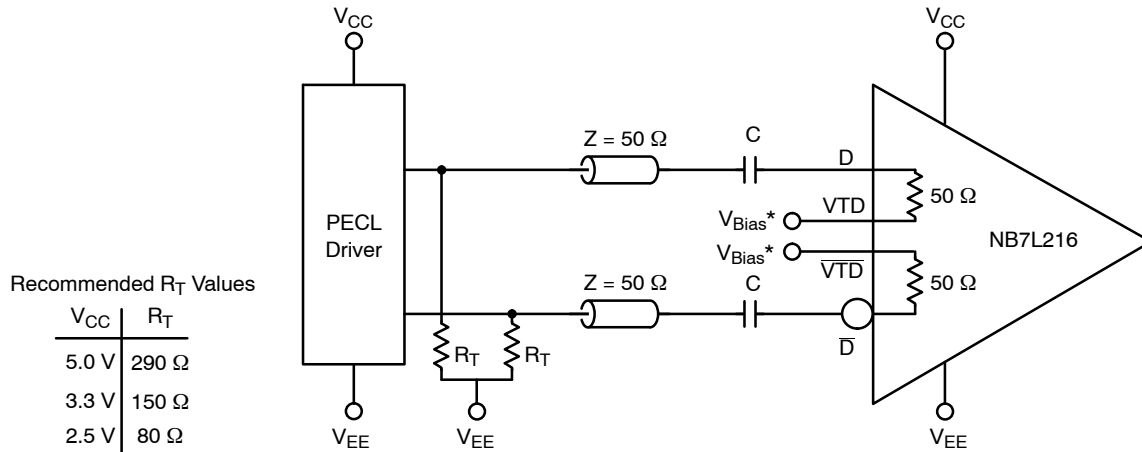 V_CC V_CC
Z = 50 Ω C D
50 Ω
PECL
Driver
V_Bias* VTD
NB7L216
V_Bias* V̅T̅D̅
Recommended R_T Values
Z = 50 Ω C 50 Ω
V_CC R_T
D̅
5.0 V 290 Ω
R_T R_T
3.3 V 150 Ω
2.5 V 80 Ω
V_EE V_EE V_EE